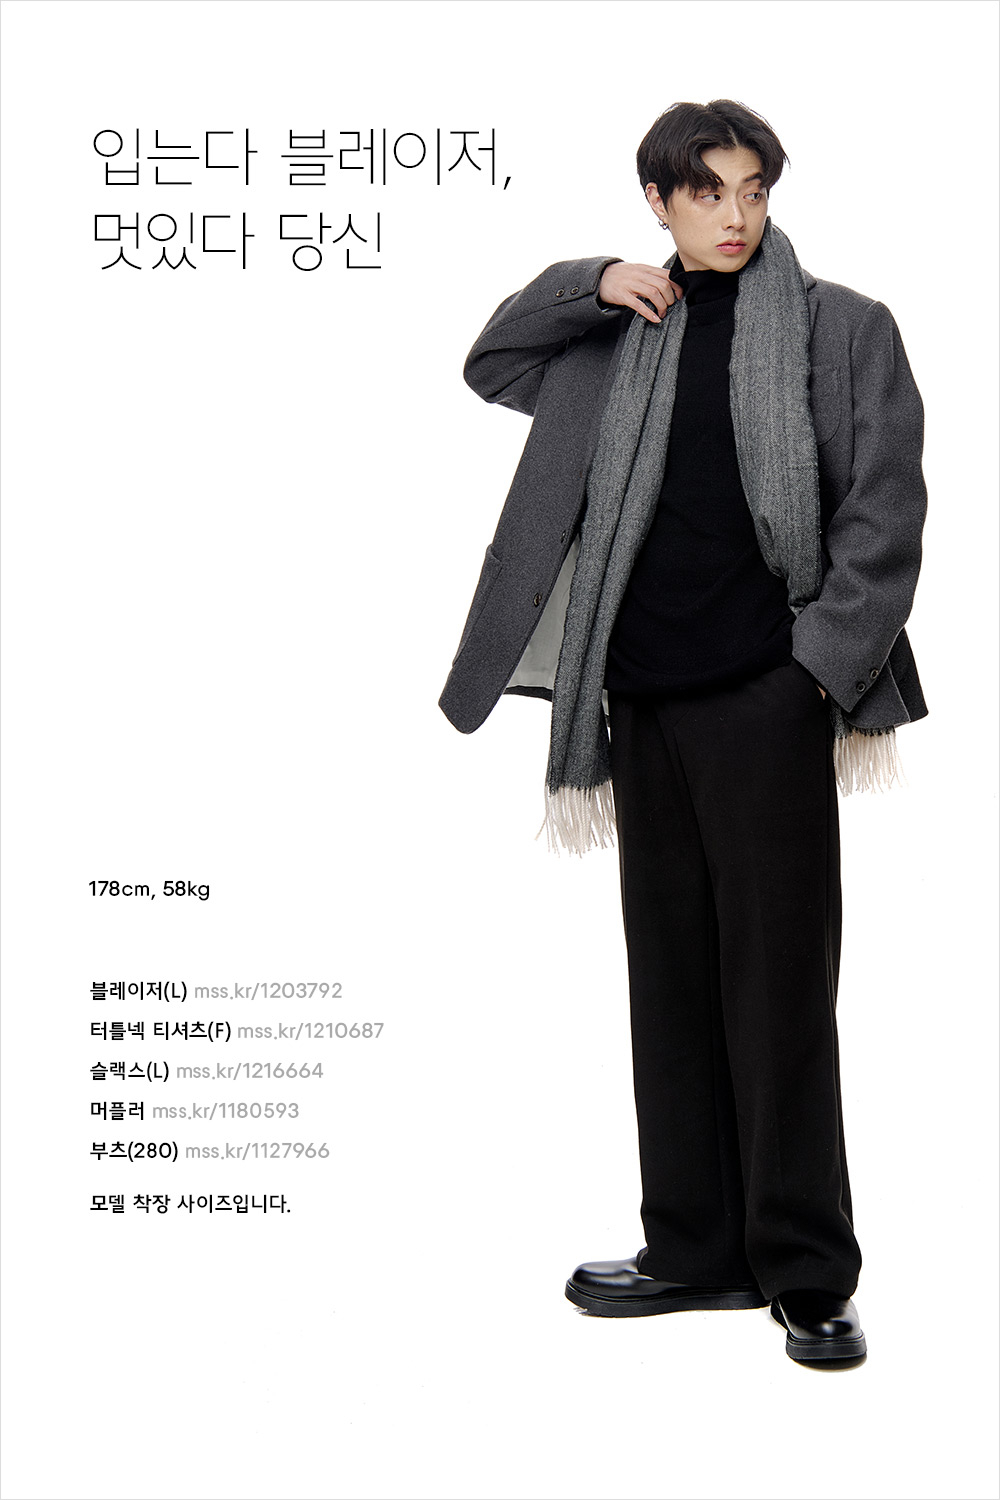 입는다 블레이저,
멋있다 당신
178cm, 58kg
블레이저(L) mss.kr/1203792
터틀넥 티셔츠(F) mss.kr/1210687
슬랙스(L) mss.kr/1216664
머플러 mss.kr/1180593
부츠(280) mss.kr/1127966
모델 착장 사이즈입니다.